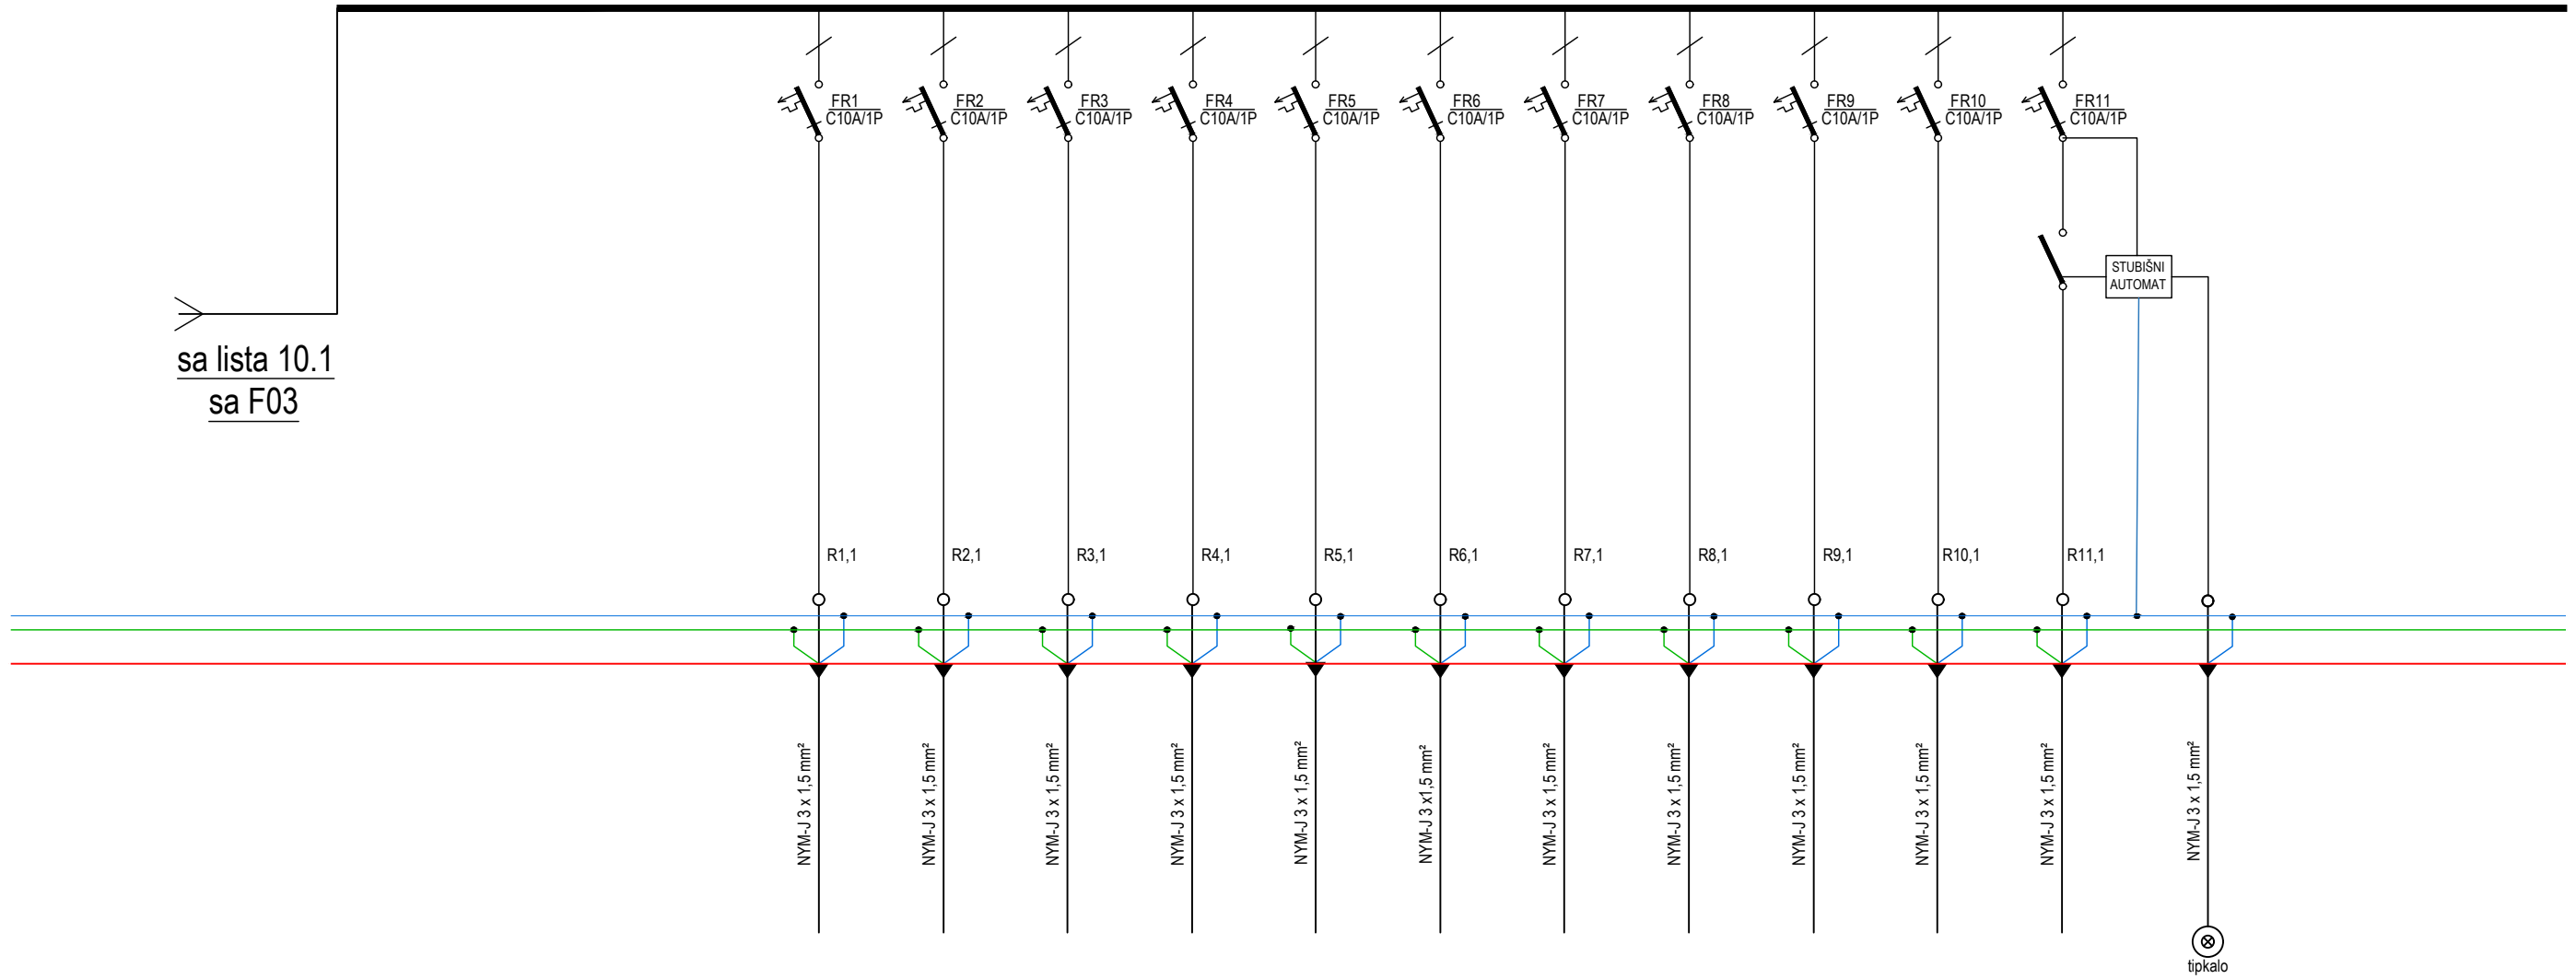 FR1
C10A/1P
FR2
C10A/1P
FR3
C10A/1P
FR4
C10A/1P
FR5
C10A/1P
FR6
C10A/1P
FR7
C10A/1P
FR8
C10A/1P
FR9
C10A/1P
FR10
C10A/1P
FR11
C10A/1P
STUBIŠNI
AUTOMAT
sa lista 10.1
sa F03
R1,1
R2,1
R3,1
R4,1
R5,1
R6,1
R7,1
R8,1
R9,1
R10,1
R11,1
NYM-J 3 x 1,5 mm²
NYM-J 3 x 1,5 mm²
NYM-J 3 x 1,5 mm²
NYM-J 3 x 1,5 mm²
NYM-J 3 x 1,5 mm²
NYM-J 3 x1,5 mm²
NYM-J 3 x 1,5 mm²
NYM-J 3 x 1,5 mm²
NYM-J 3 x 1,5 mm²
NYM-J 3 x 1,5 mm²
NYM-J 3 x 1,5 mm²
NYM-J 3 x 1,5 mm²
tipkalo